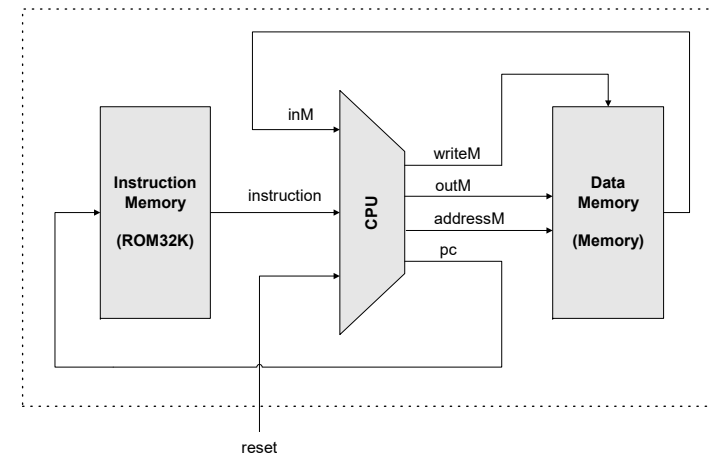 inM
Instruction
Memory
(ROM32K)
instruction
CPU
writeM
outM
addressM
pc
Data
Memory
(Memory)
reset